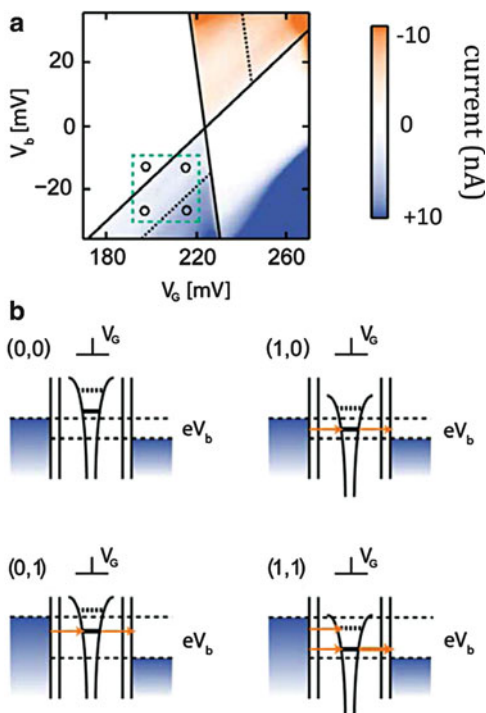 a
20
0
−20
V_b [mV]
180
220
260
V_G [mV]
-10
0
+10
current (nA)
b
(0,0)
V_G
eV_b
(1,0)
V_G
eV_b
(0,1)
V_G
eV_b
(1,1)
V_G
eV_b